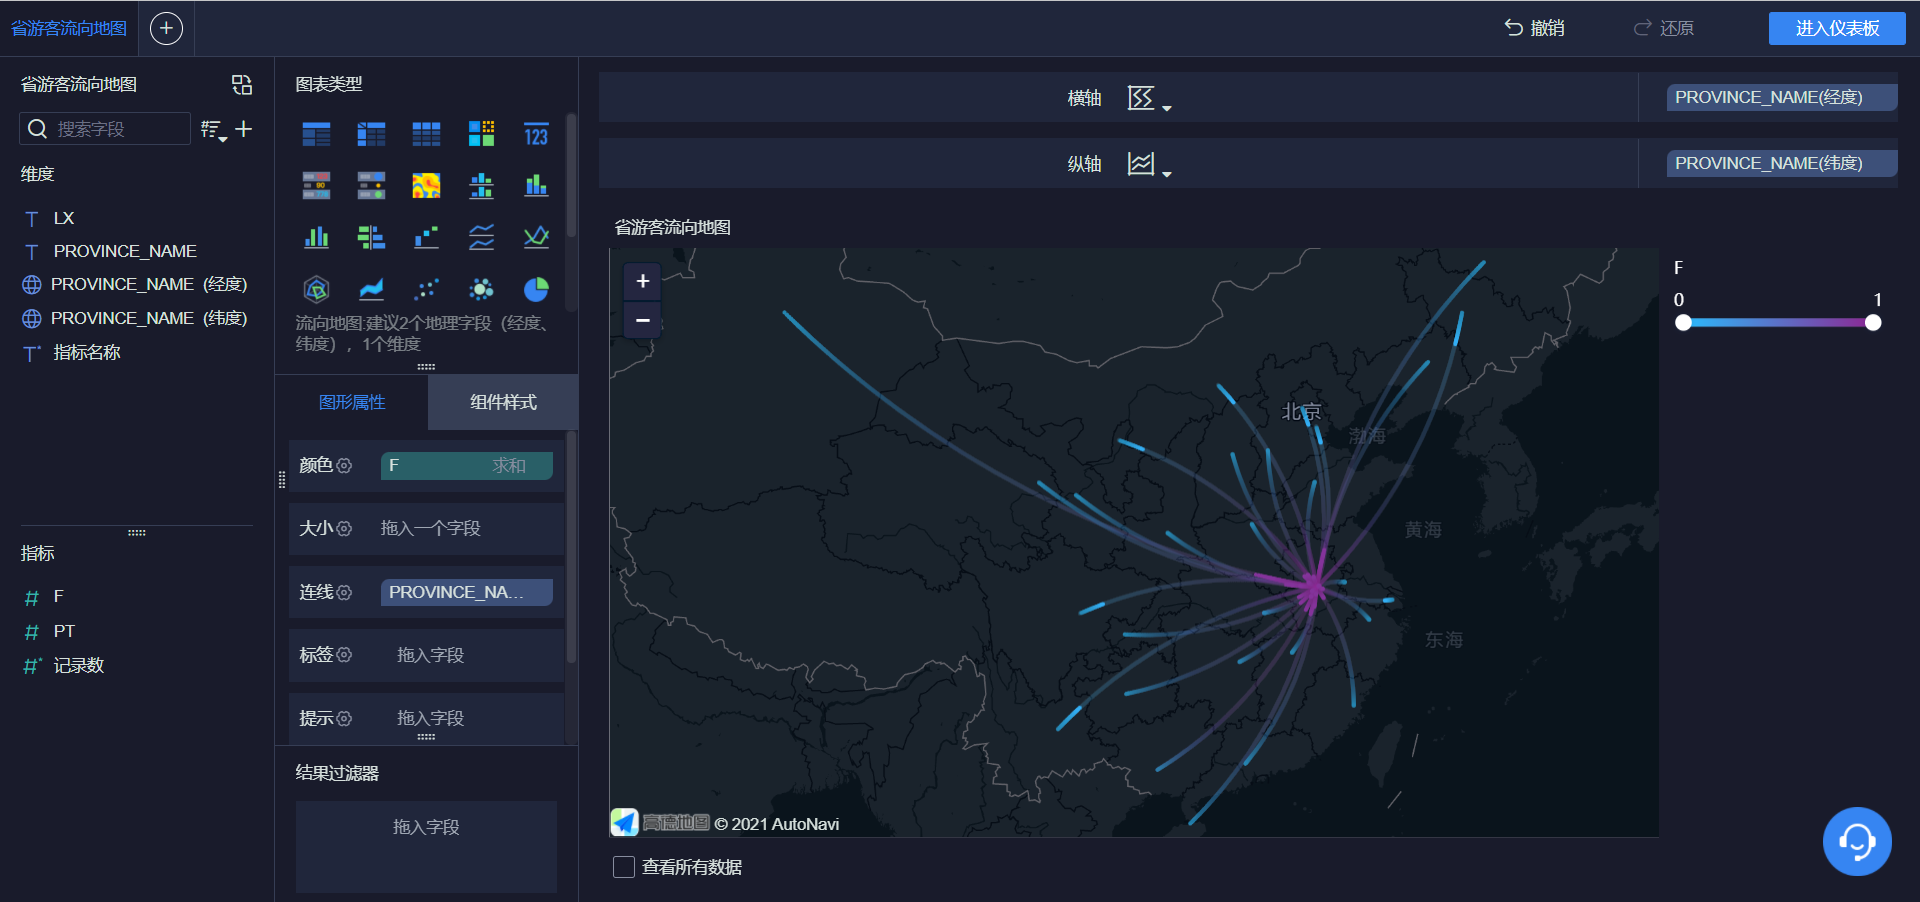 省游客流向地图
撤销
还原
进入仪表板
省游客流向地图
搜索字段
维度
LX
PROVINCE_NAME
PROVINCE_NAME (经度)
PROVINCE_NAME (纬度)
指标名称
指标
F
PT
记录数
图表类型
123
流向地图:建议2个地理字段（经度、
纬度），1个维度
图形属性
组件样式
颜色
F
求和
大小
拖入一个字段
连线
PROVINCE_NA...
标签
拖入字段
提示
拖入字段
结果过滤器
拖入字段
横轴
PROVINCE_NAME(经度)
纵轴
PROVINCE_NAME(纬度)
省游客流向地图
+
−
北京
渤海
黄海
东海
高德地图 © 2021 AutoNavi
F
0 1
查看所有数据